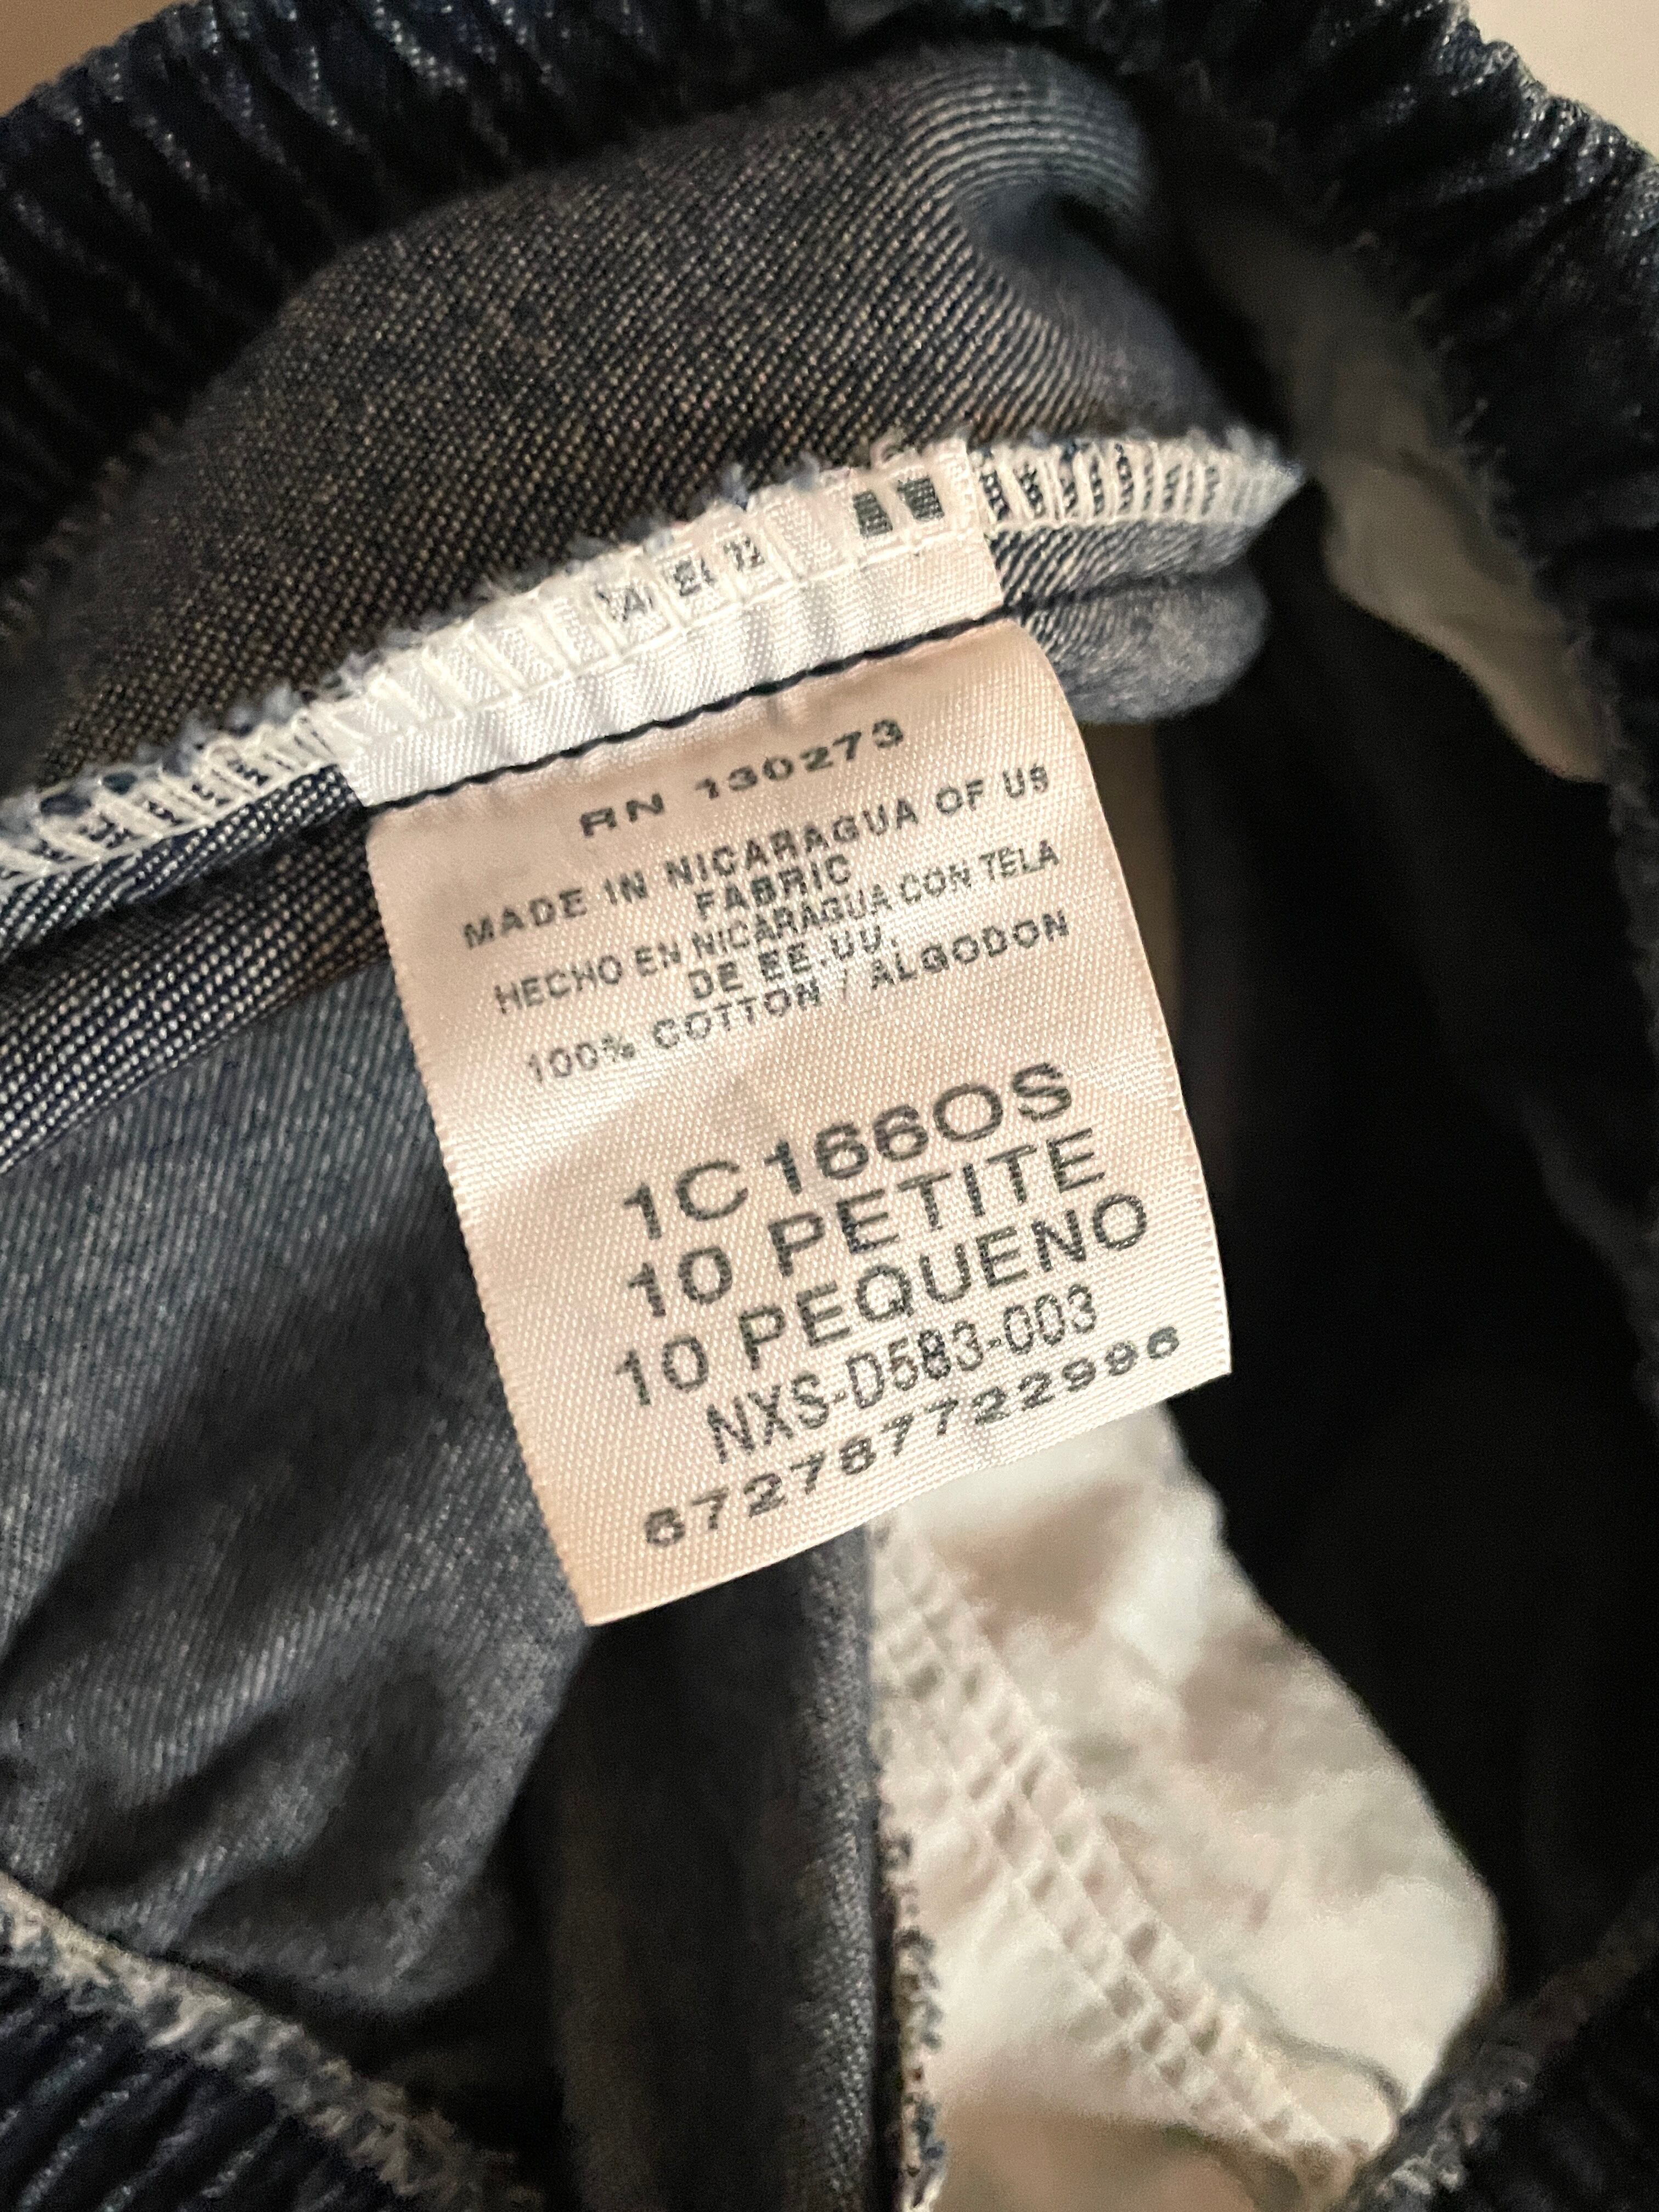 RN 130273
MADE IN NICARAGUA OF US
FABRIC
HECHO EN NICARAGUA CON TELA
DE EE.UU.
100% COTTON / ALGODON
1C166OS
10 PETITE
10 PEQUENO
NXS-D583-003
672787722996